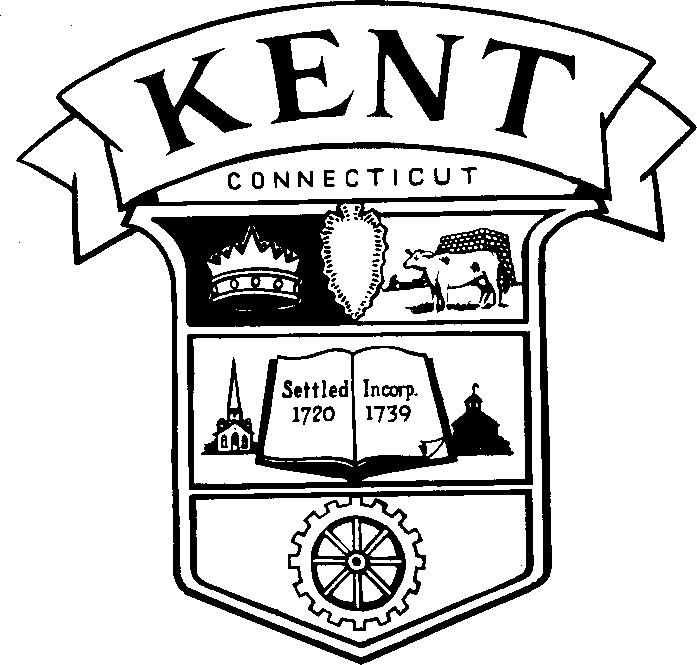 KENT
CONNECTICUT
Settled Incorp.
1720 1739